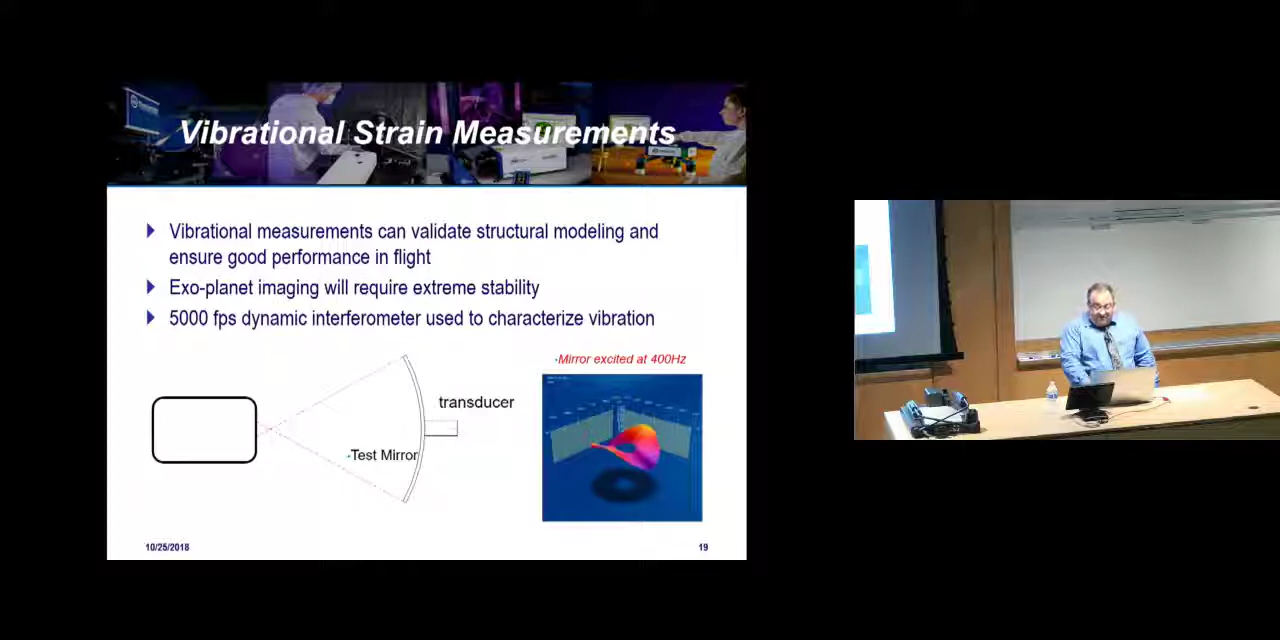 Vibrational Strain Measurements
Vibrational measurements can validate structural modeling and
ensure good performance in flight
Exo-planet imaging will require extreme stability
5000 fps dynamic interferometer used to characterize vibration
Mirror excited at 400Hz
transducer
Test Mirror
10/25/2018
19